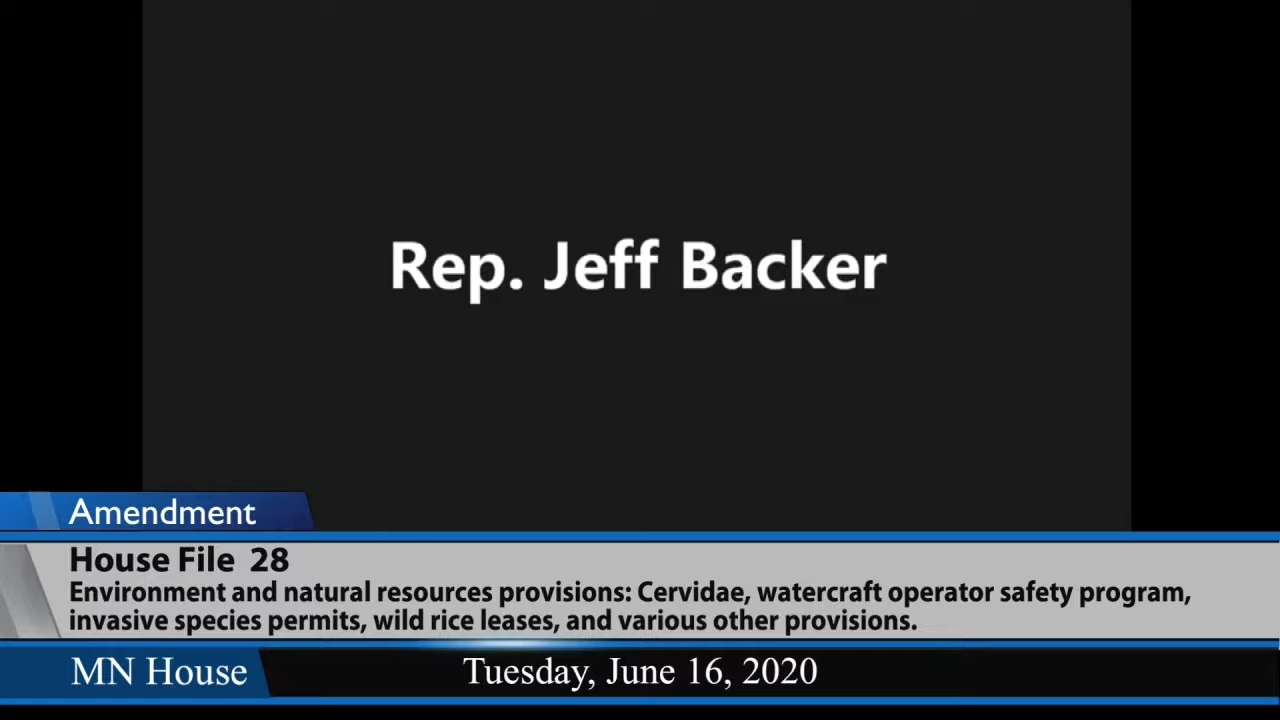 Rep. Jeff Backer
Amendment
House File 28
Environment and natural resources provisions: Cervidae, watercraft operator safety program,
invasive species permits, wild rice leases, and various other provisions.
MN House
Tuesday, June 16, 2020